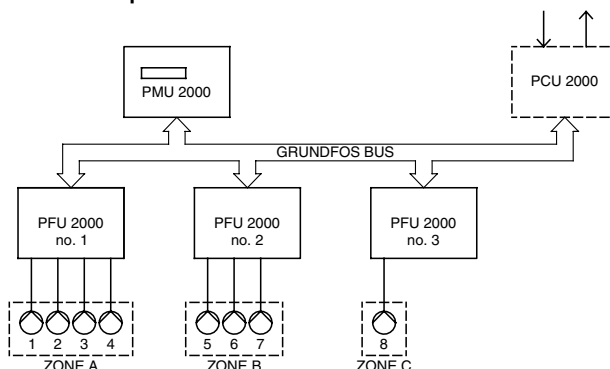 PMU 2000
PCU 2000
GRUNDFOS BUS
PFU 2000
no. 1
PFU 2000
no. 2
PFU 2000
no. 3
1 2 3 4
5 6 7
8
ZONE A
ZONE B
ZONE C